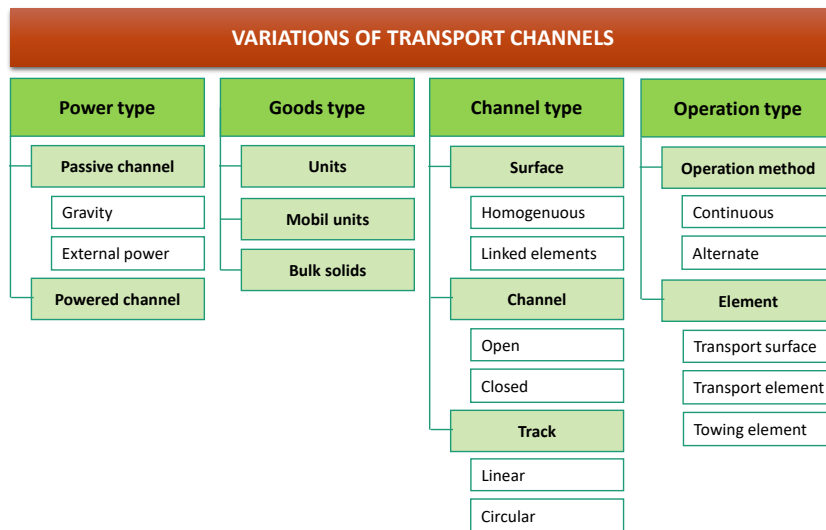 VARIATIONS OF TRANSPORT CHANNELS
Power type
Passive channel
Gravity
External power
Powered channel
Goods type
Units
Mobil units
Bulk solids
Channel type
Surface
Homogenuous
Linked elements
Channel
Open
Closed
Track
Linear
Circular
Operation type
Operation method
Continuous
Alternate
Element
Transport surface
Transport element
Towing element